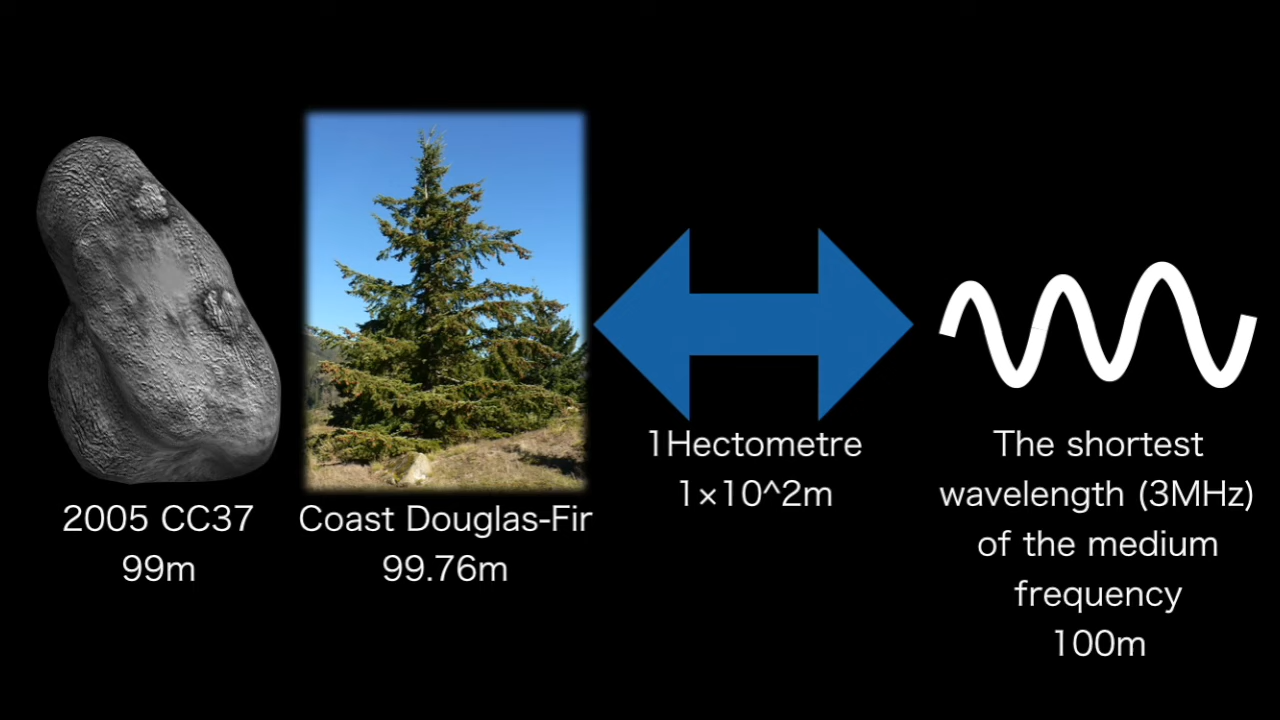 2005 CC37
99m
Coast Douglas-Fir
99.76m
1Hectometre
1×10^2m
The shortest
wavelength (3MHz)
of the medium
frequency
100m